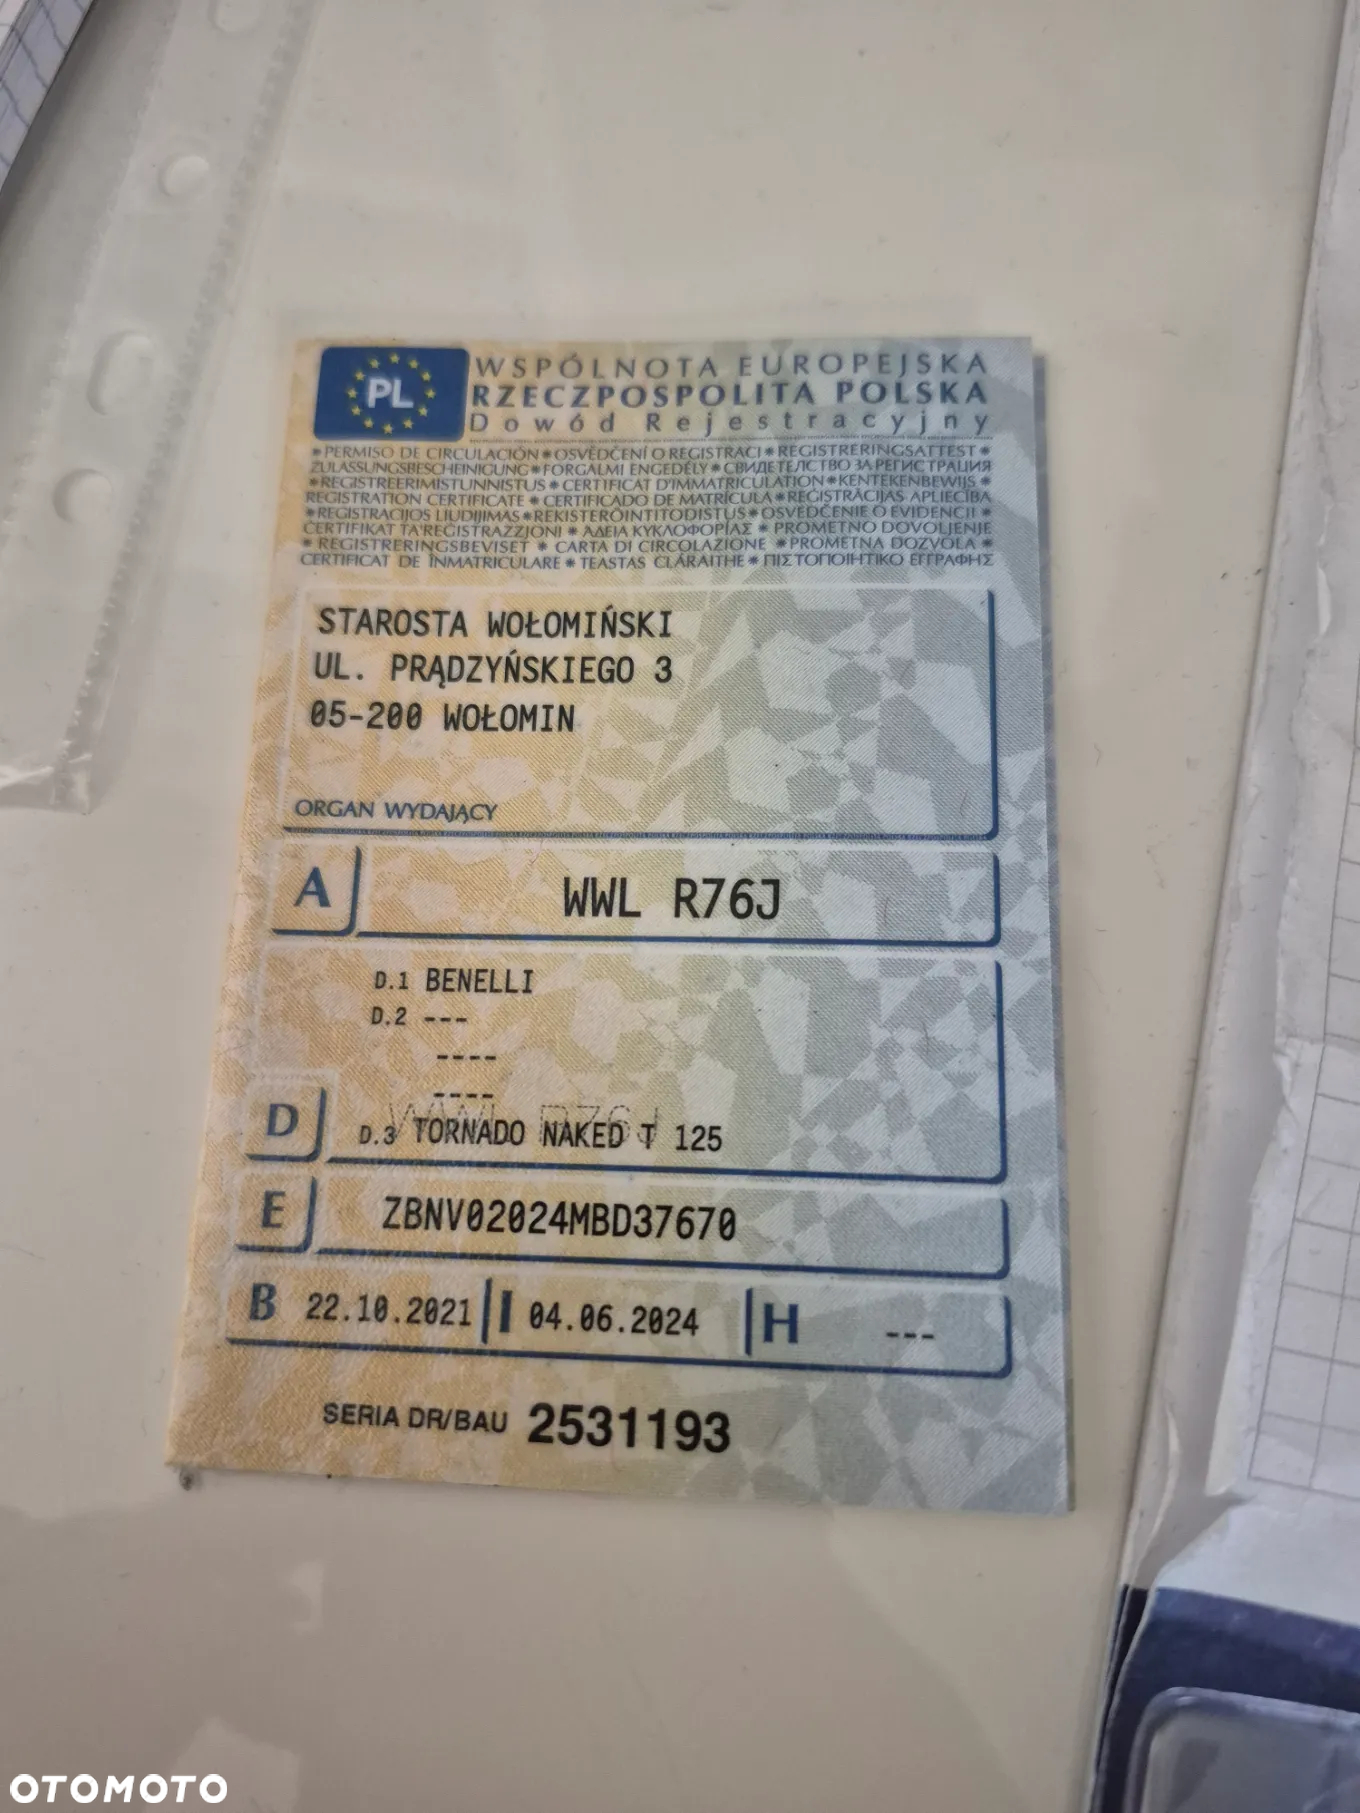 PL
WSPÓLNOTA EUROPEJSKA
RZECZPOSPOLITA POLSKA
Dowód Rejestracyjny
*PERMISO DE CIRCULACIÓN*OSVĚDČENÍ O REGISTRACI*REGISTRERINGSATTEST*
ZULASSUNGSBESCHEINIGUNG*FORGALMI ENGEDÉLY*СВИДЕТЕЛСТВО ЗА РЕГИСТРАЦИЯ
*REGISTREERIMISTUNNISTUS*CERTIFICAT D'IMMATRICULATION*KENTEKENBEWIJS*
REGISTRATION CERTIFICATE*CERTIFICADO DE MATRÍCULA*REGISTRĀCIJAS APLIECĪBA
*REGISTRACIJOS LIUDIJIMAS*REKISTERÖINTITODISTUS*OSVEDČENIE O EVIDENCII*
CERTIFIKAT TA'REĠISTRAZZJONI*ΑΔΕΙΑ ΚΥΚΛΟΦΟΡΙΑΣ*PROMETNO DOVOLJENJE
*REGISTRERINGSBEVISET*CARTA DI CIRCOLAZIONE*PROMETNA DOZVOLA*
CERTIFICAT DE ÎNMATRICULARE*TEASTAS CLÁRAITHE*ΠΙΣΤΟΠΟΙΗΤΙΚΟ ΕΓΓΡΑΦΗΣ
STAROSTA WOŁOMIŃSKI
UL. PRĄDZYŃSKIEGO 3
05-200 WOŁOMIN
ORGAN WYDAJĄCY
A WWL R76J
D.1 BENELLI
D.2 ---
----
----
WWL R76J
D D.3 TORNADO NAKED T 125
E ZBNV02024MBD37670
B 22.10.2021 I 04.06.2024 H ---
SERIA DR/BAU 2531193
OTOMOTO